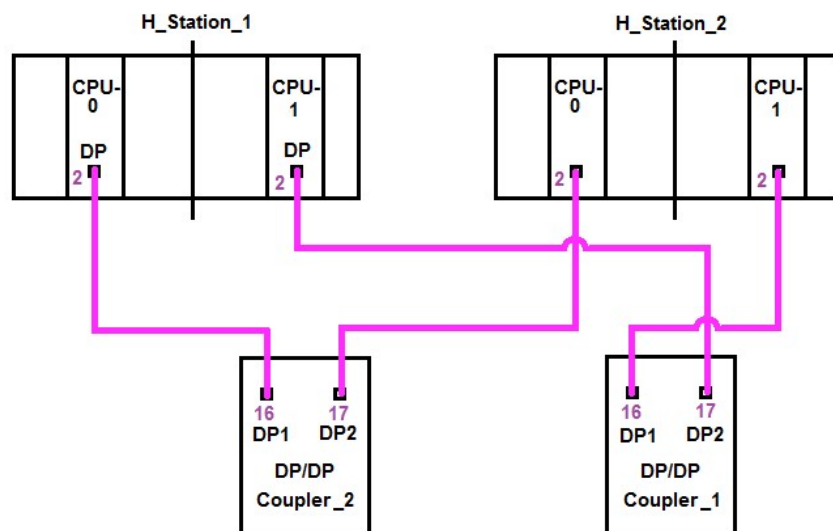 H_Station_1
H_Station_2
CPU-
0
CPU-
1
CPU-
0
CPU-
1
DP
DP
2
2
2
2
16
17
16
17
DP1
DP2
DP1
DP2
DP/DP
Coupler_2
DP/DP
Coupler_1